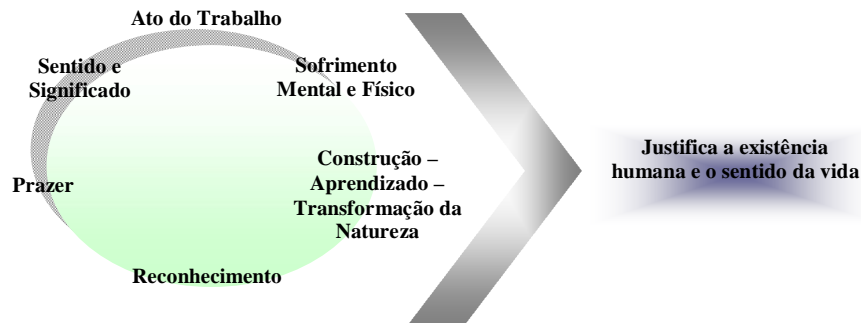 Ato do Trabalho
Sentido e
Significado
Sofrimento
Mental e Físico
Construção –
Aprendizado –
Transformação da
Natureza
Prazer
Reconhecimento
Justifica a existência
humana e o sentido da vida